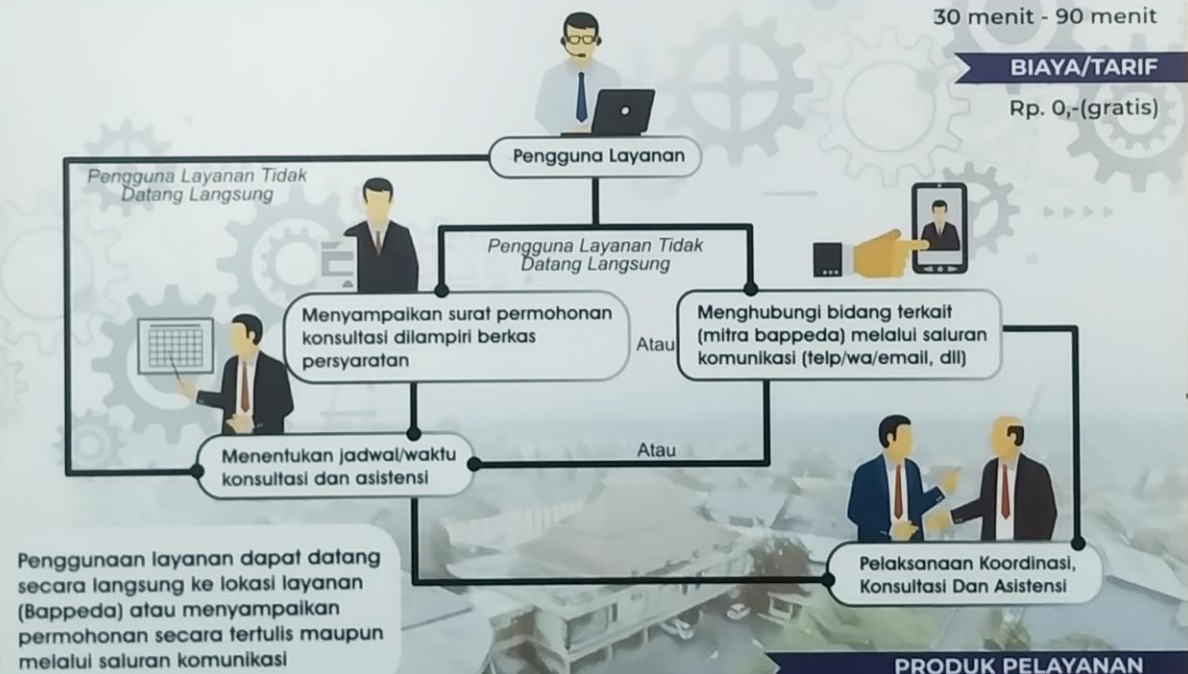 30 menit - 90 menit
BIAYA/TARIF
Rp. 0,-(gratis)
Pengguna Layanan
Pengguna Layanan Tidak
Datang Langsung
Pengguna Layanan Tidak
Datang Langsung
Menyampaikan surat permohonan
konsultasi dilampiri berkas
persyaratan
Atau
Menghubungi bidang terkait
(mitra bappeda) melalui saluran
komunikasi (telp/wa/email, dll)
Menentukan jadwal/waktu
konsultasi dan asistensi
Atau
Pelaksanaan Koordinasi,
Konsultasi Dan Asistensi
Penggunaan layanan dapat datang
secara langsung ke lokasi layanan
(Bappeda) atau menyampaikan
permohonan secara tertulis maupun
melalui saluran komunikasi
PRODUK PELAYANAN